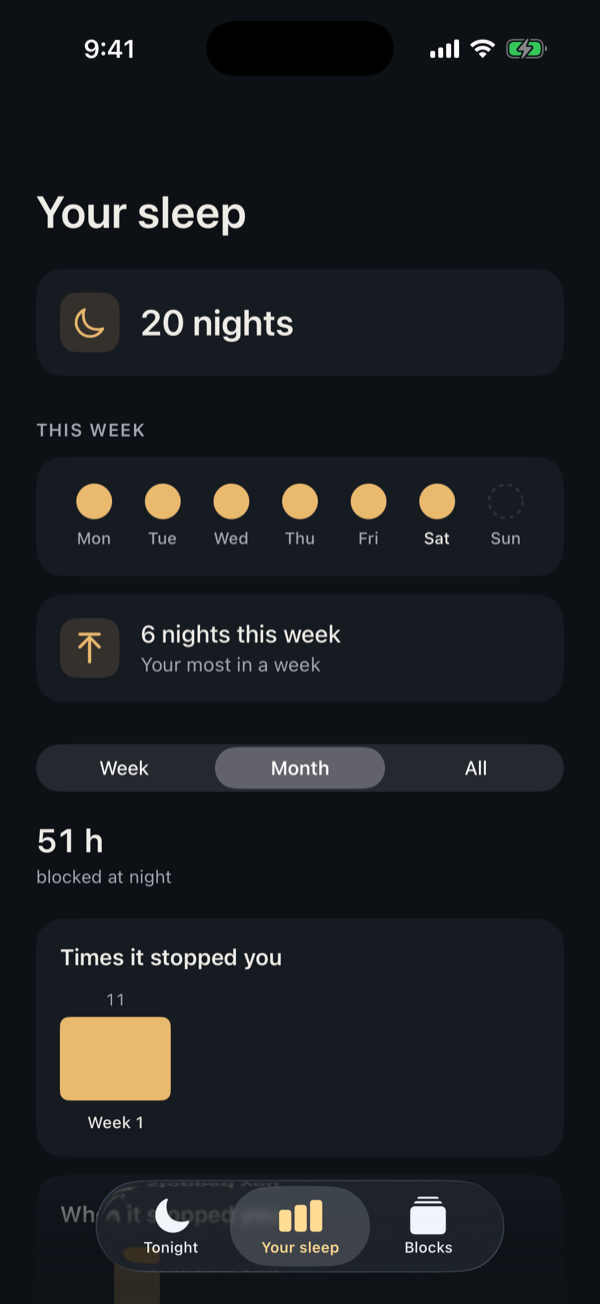 9:41
Your sleep
20 nights
THIS WEEK
Mon Tue Wed Thu Fri Sat Sun
6 nights this week
Your most in a week
Week Month All
51 h
blocked at night
Times it stopped you
11
Week 1
it stopped
Tonight Your sleep Blocks